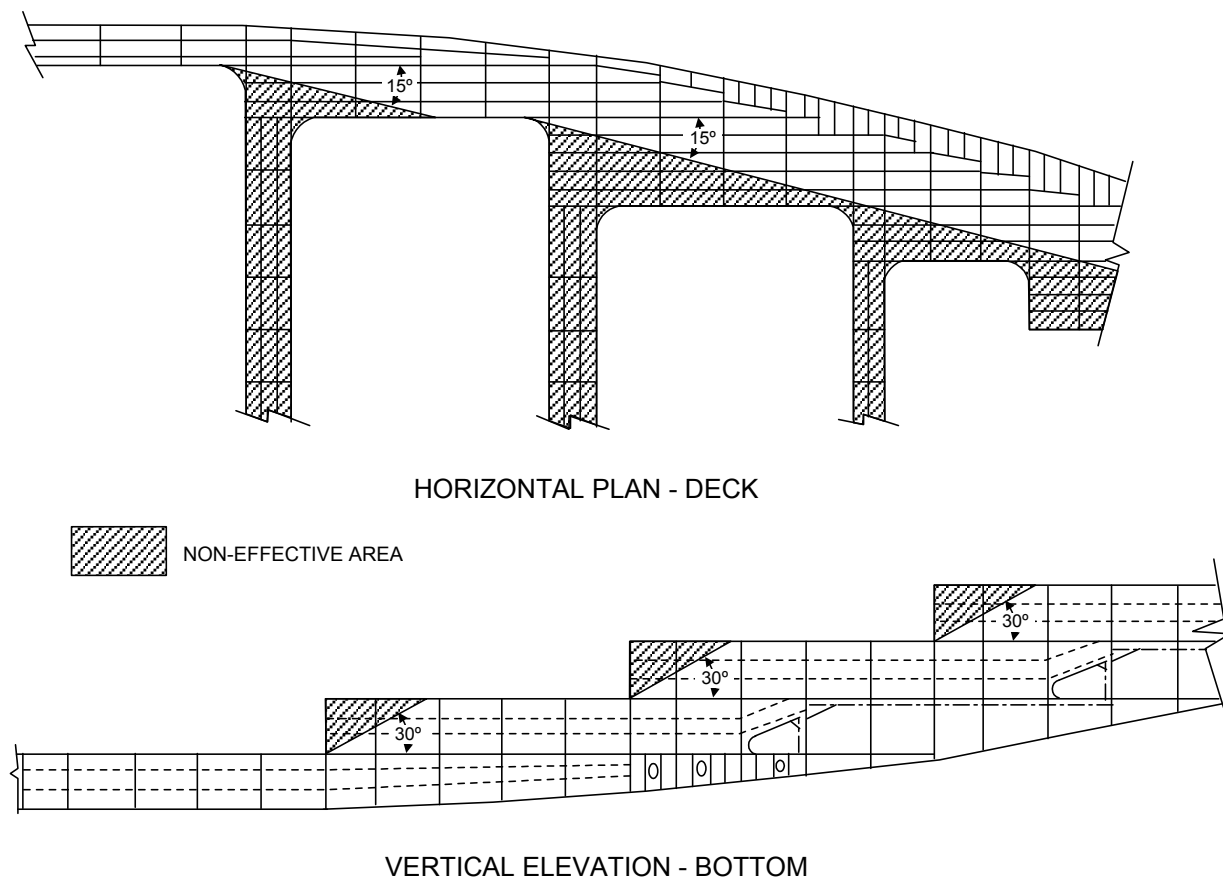 15º
15º
HORIZONTAL PLAN - DECK
NON-EFFECTIVE AREA
30º
30º
30º
VERTICAL ELEVATION - BOTTOM